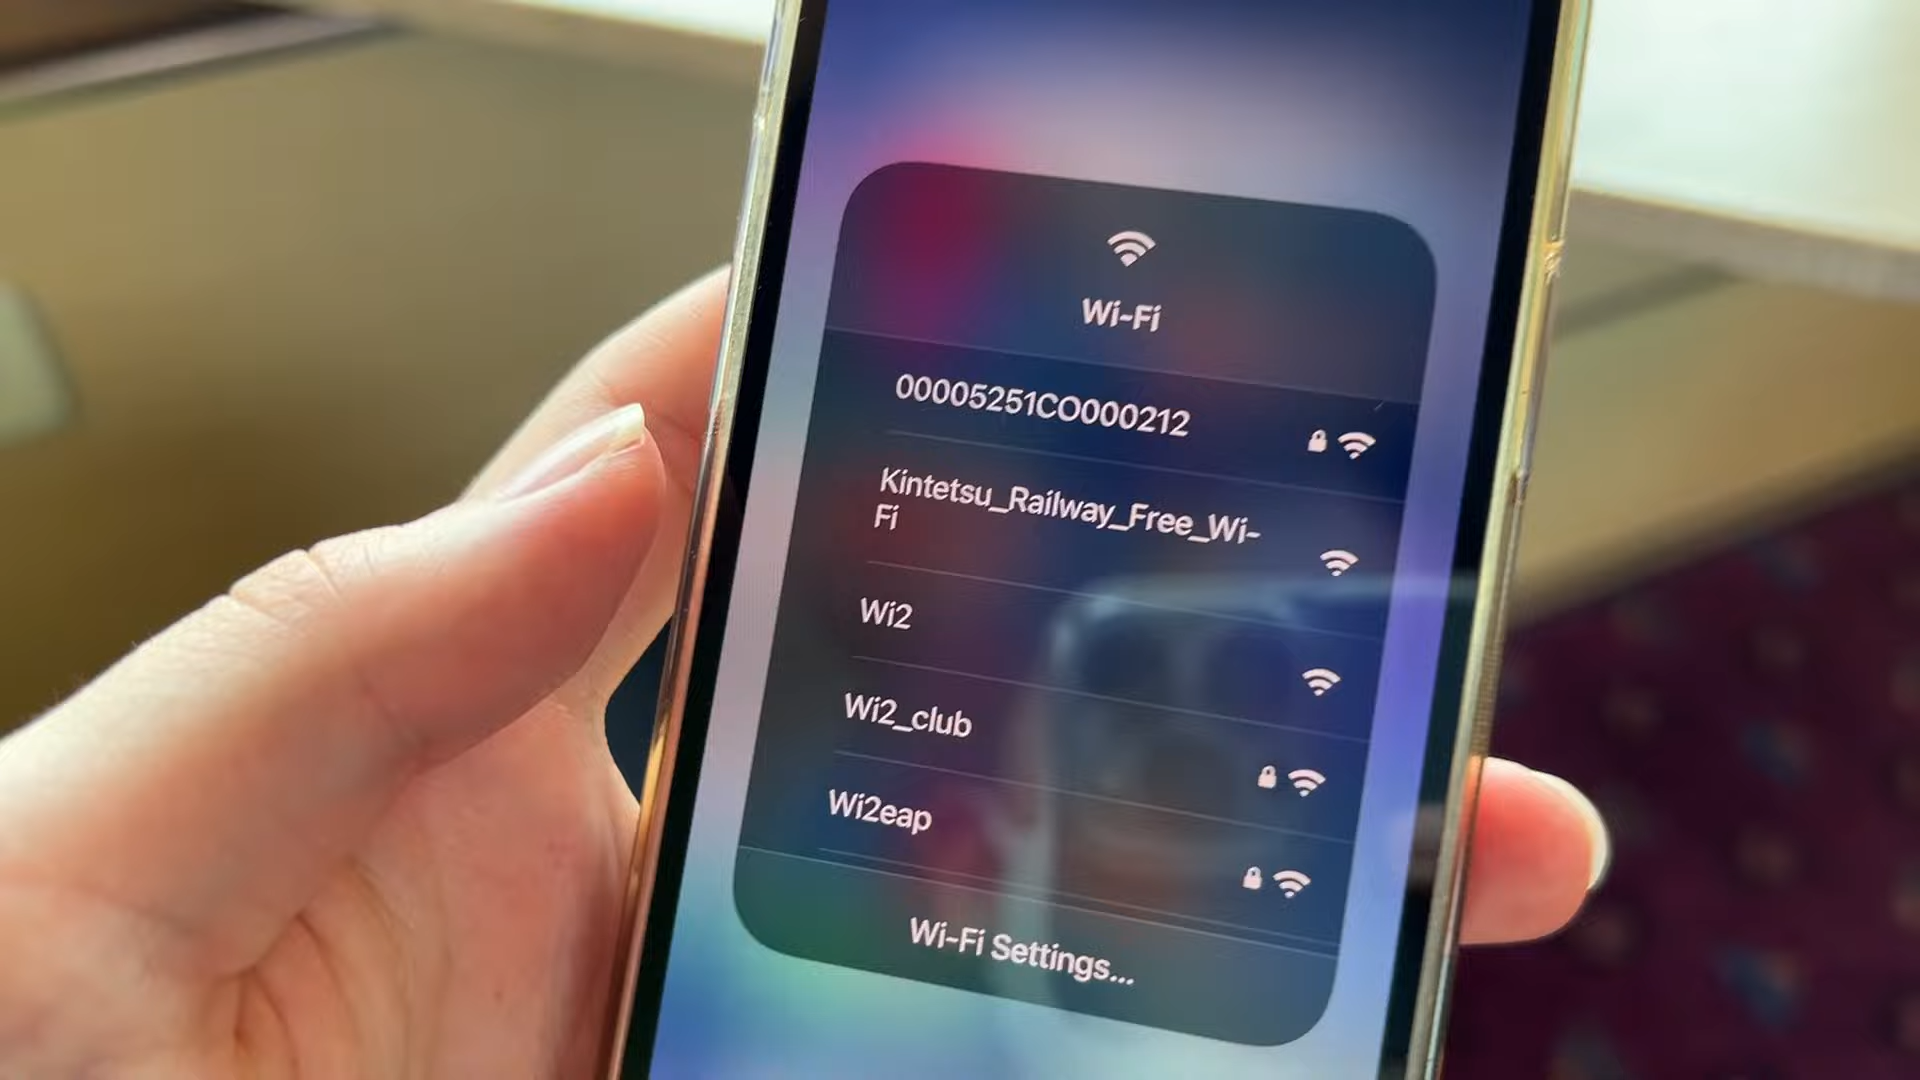 Wi-Fi
00005251CO000212
Kintetsu_Railway_Free_Wi-
Fi
Wi2
Wi2_club
Wi2eap
Wi-Fi Settings...